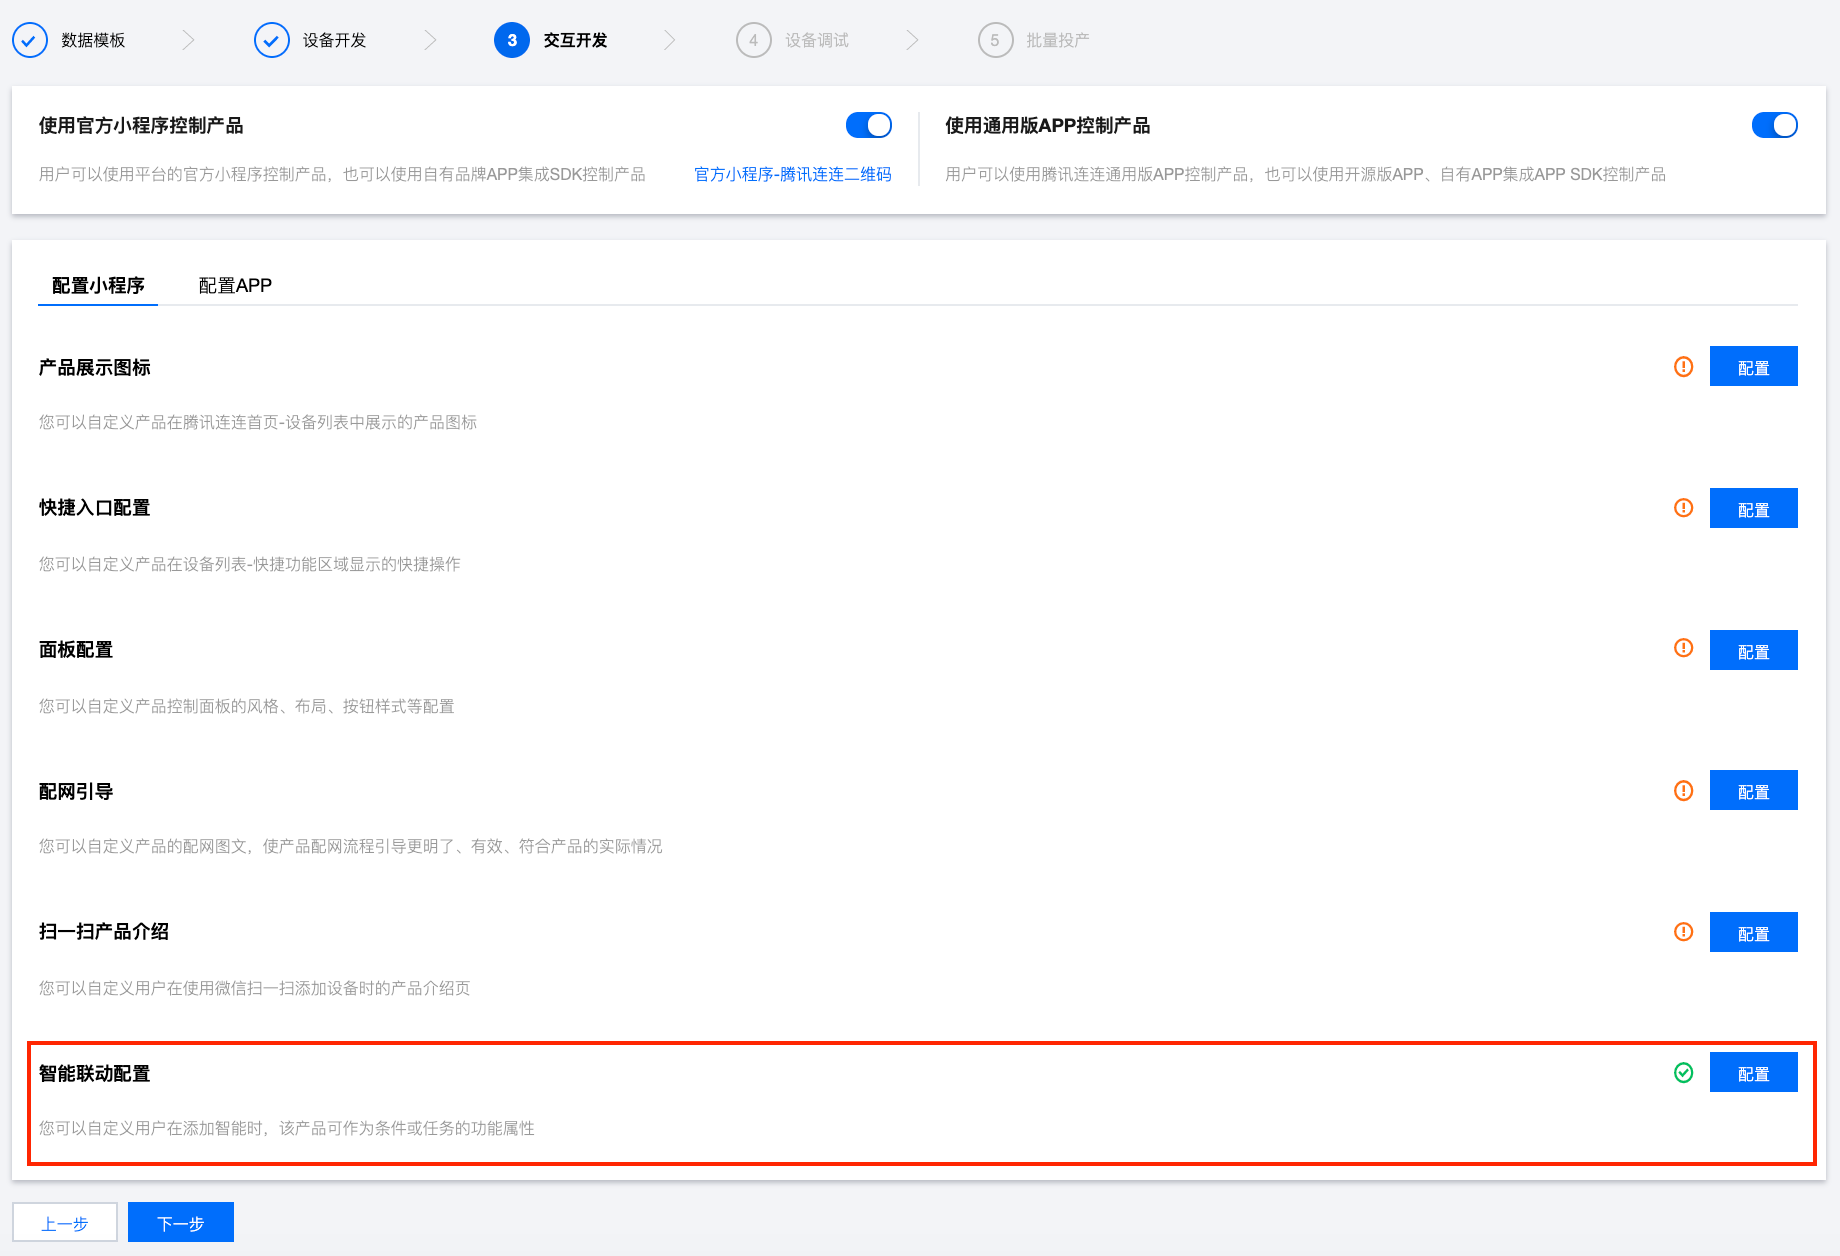 数据模板
设备开发
3 交互开发
4 设备调试
5 批量投产
使用官方小程序控制产品
用户可以使用平台的官方小程序控制产品，也可以使用自有品牌APP集成SDK控制产品
官方小程序-腾讯连连二维码
使用通用版APP控制产品
用户可以使用腾讯连连通用版APP控制产品，也可以使用开源版APP、自有APP集成APP SDK控制产品
配置小程序
配置APP
产品展示图标
配置
您可以自定义产品在腾讯连连首页-设备列表中展示的产品图标
快捷入口配置
配置
您可以自定义产品在设备列表-快捷功能区域显示的快捷操作
面板配置
配置
您可以自定义产品控制面板的风格、布局、按钮样式等配置
配网引导
配置
您可以自定义产品的配网图文，使产品配网流程引导更明了、有效、符合产品的实际情况
扫一扫产品介绍
配置
您可以自定义用户在使用微信扫一扫添加设备时的产品介绍页
智能联动配置
配置
您可以自定义用户在添加智能时，该产品可作为条件或任务的功能属性
上一步
下一步